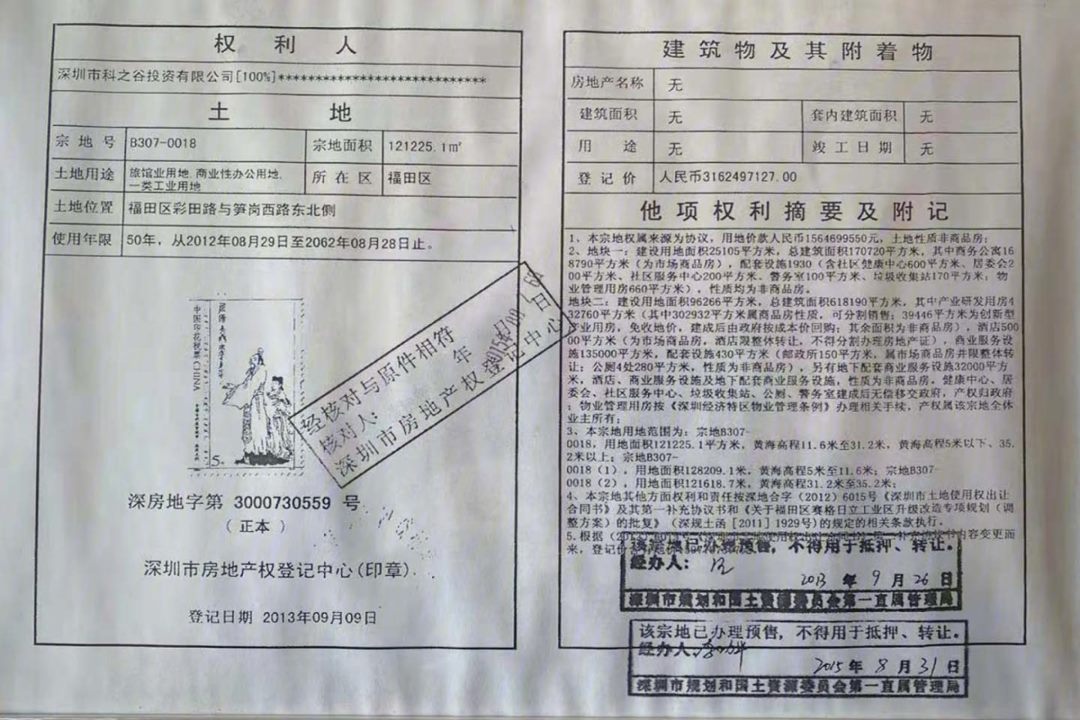 权利人
深圳市科之谷投资有限公司[100%]****************************
土地
宗地号 B307-0018 宗地面积 121225.1㎡
土地用途 旅馆业用地,商业性办公用地,
一类工业用地
所在区 福田区
土地位置 福田区彩田路与笋岗西路东北侧
使用年限 50年，从2012年08月29日至2062年08月28日止。
中国印花税票 CHINA
5元
经核对与原件相符
核对人： 年 日
深圳市房地产权登记中心
深房地字第 3000730559 号
（正本）
深圳市房地产权登记中心(印章)
登记日期 2013年09月09日
建筑物及其附着物
房地产名称 无
建筑面积 无 套内建筑面积 无
用途 无 竣工日期 无
登记价 人民币3162497127.00
他项权利摘要及附记
1、本宗地权属来源为协议，用地价款人民币1564699550元，土地性质非商品房；
2、地块一：建设用地面积25105平方米，总建筑面积170720平方米，其中商务公寓16
8790平方米（为市场商品房），配套设施1930（含社区健康中心600平方米、居委会2
00平方米、社区服务中心200平方米、警务室100平方米、垃圾收集站170平方米；物
业管理用房660平方米），性质均为非商品房。
地块二：建设用地面积96266平方米，总建筑面积618190平方米，其中产业研发用房4
32760平方米（其中302932平方米属商品房性质，可分割销售；39446平方米为创新型
产业用房，免收地价，建成后由政府按成本价回购；其余面积为非商品房），酒店500
00平方米（为市场商品房，酒店限整体转让，不得分割办理房地产证），商业服务设
施135000平方米，配套设施430平方米（邮政所150平方米，属市场商品房并限整体转
让；公厕4处280平方米，性质为非商品房），另有地下配套商业服务设施32000平方
米，酒店、商业服务设施及地下配套商业服务设施，性质为非商品房，健康中心、居
委会、社区服务中心、垃圾收集站、公厕、警务室建成后无偿移交政府，产权归政府；
物业管理用房按《深圳经济特区物业管理条例》办理相关手续，产权属该宗地全体
业主所有；
3、本宗地用地范围为：宗地B307-
0018，用地面积121225.1平方米，黄海高程11.6米至31.2米，黄海高程5米以下、35.
2米以上；宗地B307-
0018（1），用地面积128209.1米，黄海高程5米至11.6米；宗地B307-
0018（2），用地面积121618.7米，黄海高程31.2米至35.2米；
4、本宗地其他方面权利和责任按深地合字（2012）6015号《深圳市土地使用权出让
合同书》及其第一补充协议书和《关于福田区赛格日立工业区升级改造专项规划（调
整方案）的批复》（深规土函［2011］1929号）的规定的相关条款执行。
5.根据 内容变更而
来，登记价
该宗地已办理预售，不得用于抵押、转让。
经办人：
2013 年 9 月 26 日
深圳市规划和国土资源委员会第一直属管理局
该宗地已办理预售，不得用于抵押、转让。
经办人
2015 年 8 月 31 日
深圳市规划和国土资源委员会第一直属管理局